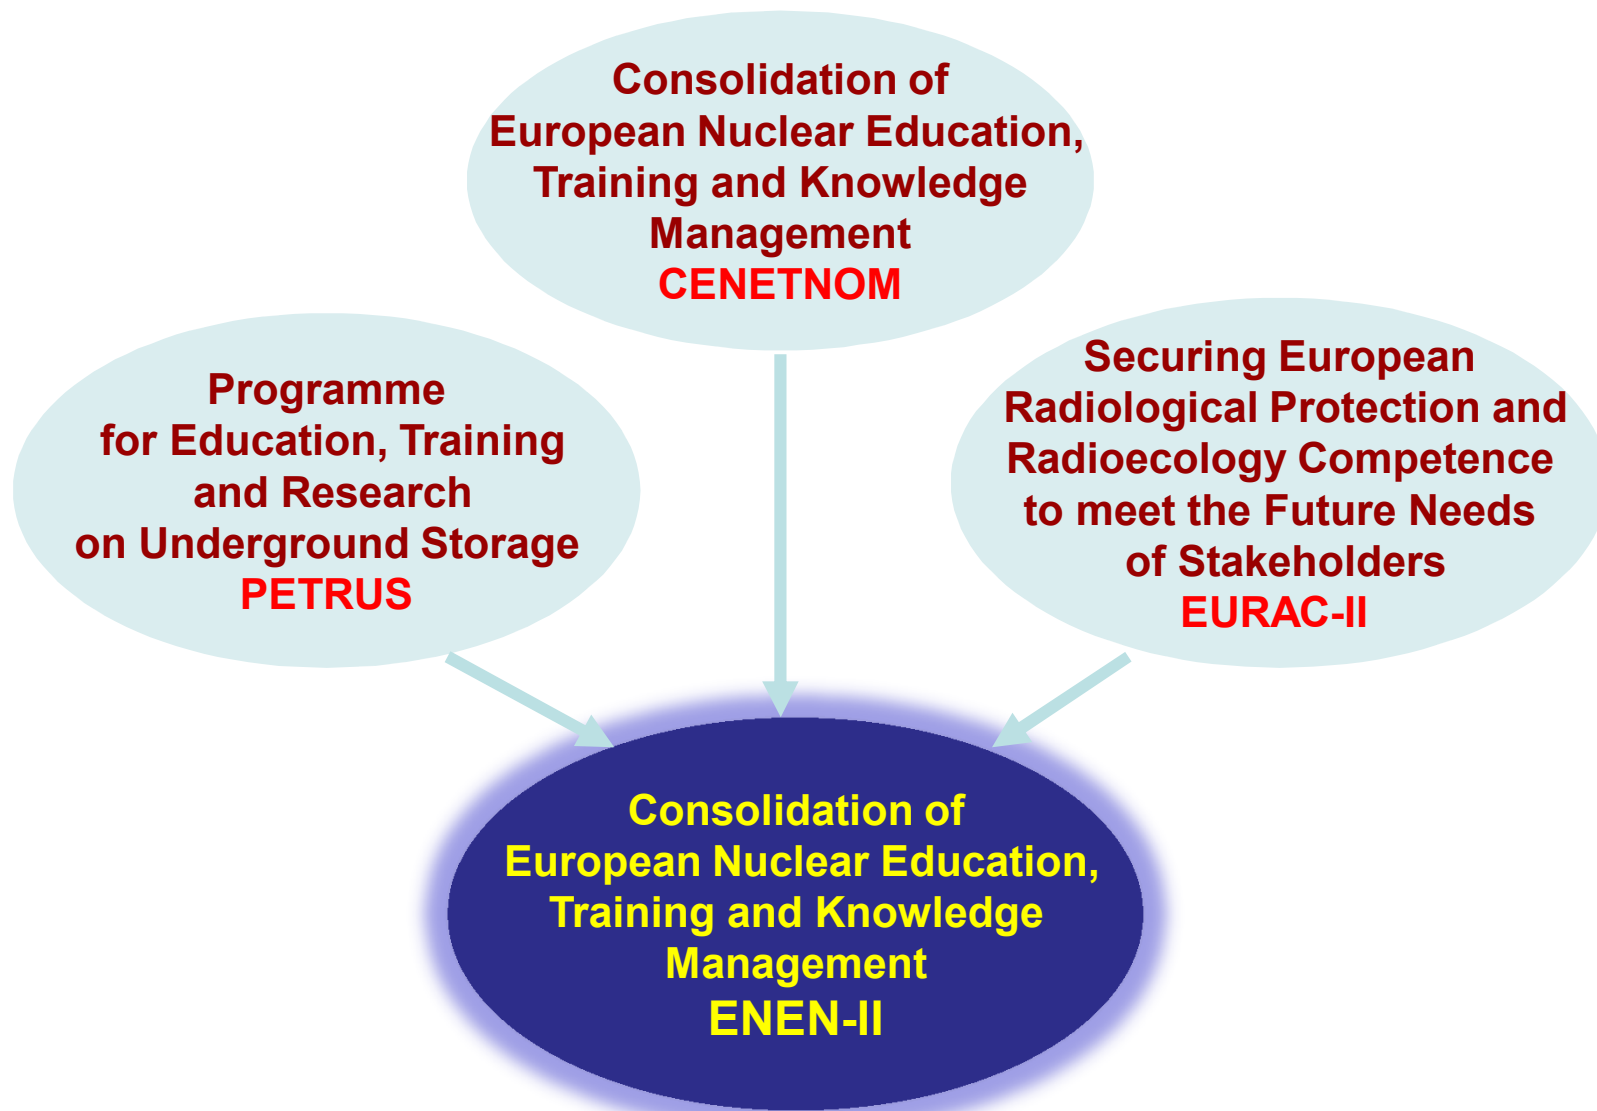 Consolidation of
European Nuclear Education,
Training and Knowledge
Management
CENETNOM
Programme
for Education, Training
and Research
on Underground Storage
PETRUS
Securing European
Radiological Protection and
Radioecology Competence
to meet the Future Needs
of Stakeholders
EURAC-II
Consolidation of
European Nuclear Education,
Training and Knowledge
Management
ENEN-II